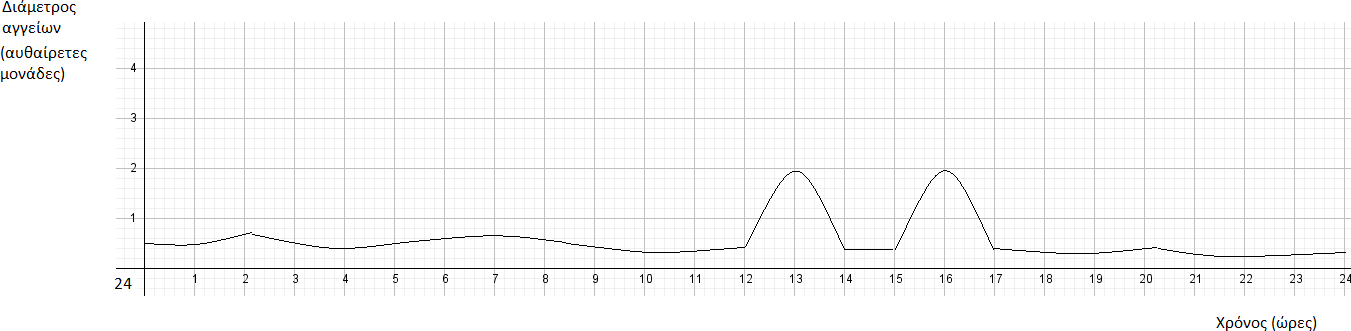 Διάμετρος
αγγείων
(αυθαίρετες
μονάδες)
4
3
2
1
24 1 2 3 4 5 6 7 8 9 10 11 12 13 14 15 16 17 18 19 20 21 22 23 24
Χρόνος (ώρες)